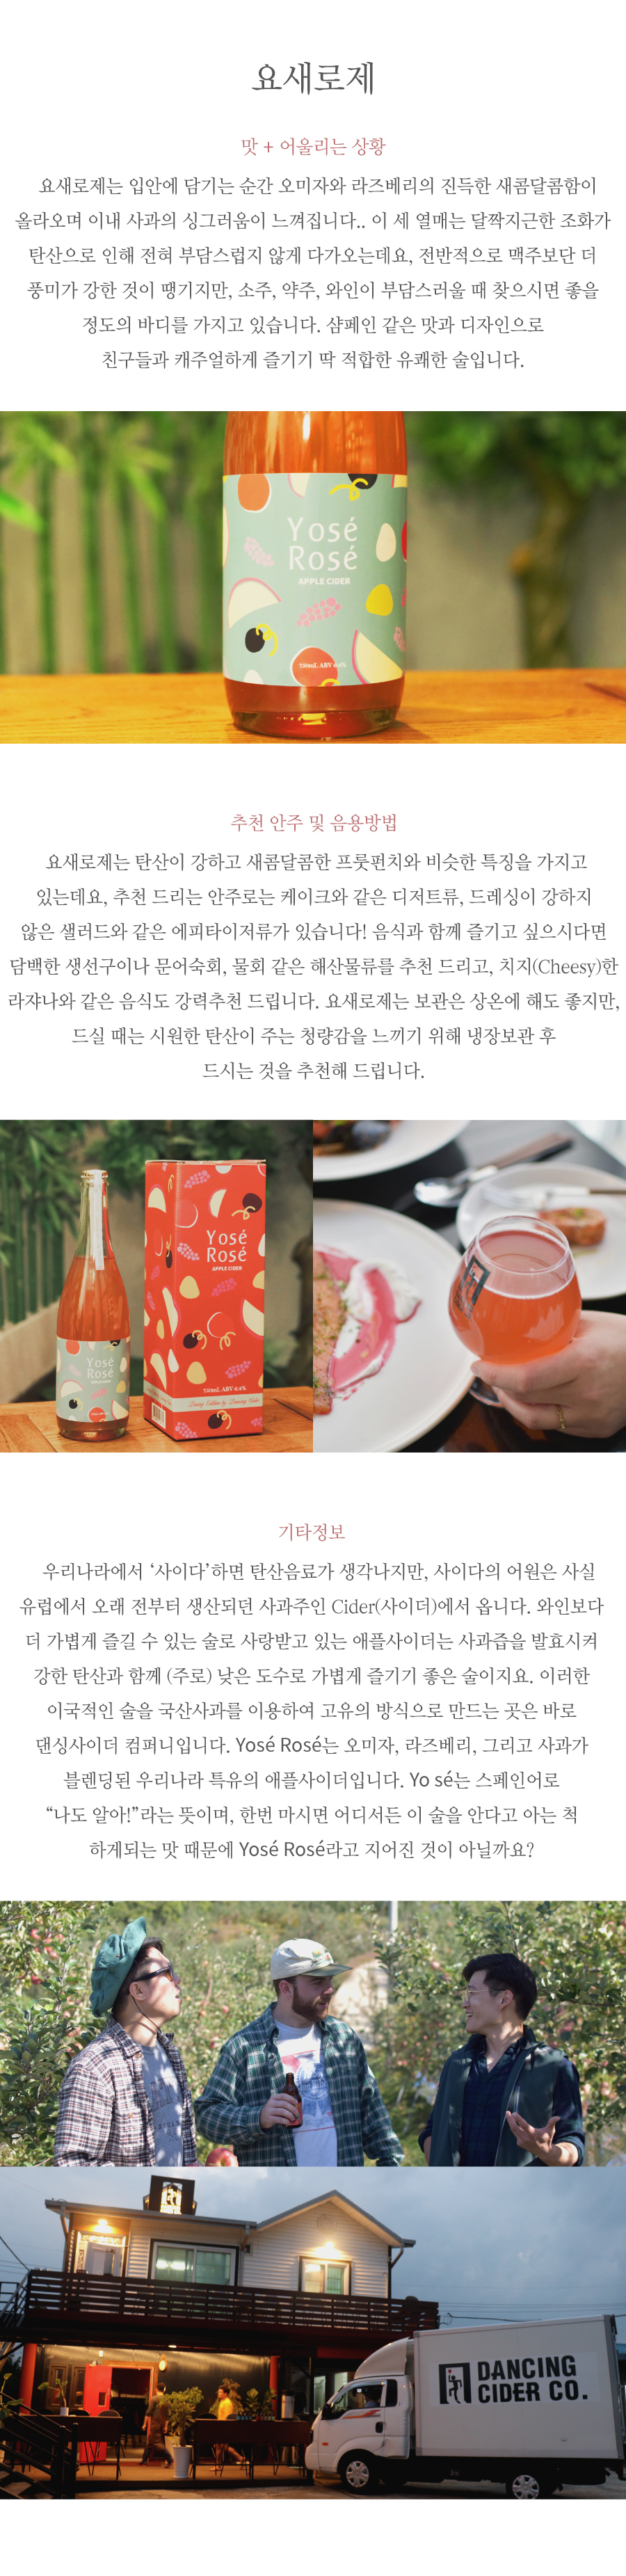 요새로제
맛 + 어울리는 상황
요새로제는 입안에 담기는 순간 오미자와 라즈베리의 진득한 새콤달콤함이
올라오며 이내 사과의 싱그러움이 느껴집니다.. 이 세 열매는 달짝지근한 조화가
탄산으로 인해 전혀 부담스럽지 않게 다가오는데요, 전반적으로 맥주보단 더
풍미가 강한 것이 땡기지만, 소주, 약주, 와인이 부담스러울 때 찾으시면 좋을
정도의 바디를 가지고 있습니다. 샴페인 같은 맛과 디자인으로
친구들과 캐주얼하게 즐기기 딱 적합한 유쾌한 술입니다.
Yosé
Rosé
APPLE CIDER
750mL ABV 6.4%
추천 안주 및 음용방법
요새로제는 탄산이 강하고 새콤달콤한 프룻펀치와 비슷한 특징을 가지고
있는데요, 추천 드리는 안주로는 케이크와 같은 디저트류, 드레싱이 강하지
않은 샐러드와 같은 에피타이저류가 있습니다! 음식과 함께 즐기고 싶으시다면
담백한 생선구이나 문어숙회, 물회 같은 해산물류를 추천 드리고, 치지(Cheesy)한
라쟈나와 같은 음식도 강력추천 드립니다. 요새로제는 보관은 상온에 해도 좋지만,
드실 때는 시원한 탄산이 주는 청량감을 느끼기 위해 냉장보관 후
드시는 것을 추천해 드립니다.
Yosé
Rosé
APPLE CIDER
750mL ABV 6.4%
Yosé
Rosé
기타정보
우리나라에서 ‘사이다’하면 탄산음료가 생각나지만, 사이다의 어원은 사실
유럽에서 오래 전부터 생산되던 사과주인 Cider(사이더)에서 옵니다. 와인보다
더 가볍게 즐길 수 있는 술로 사랑받고 있는 애플사이더는 사과즙을 발효시켜
강한 탄산과 함께 (주로) 낮은 도수로 가볍게 즐기기 좋은 술이지요. 이러한
이국적인 술을 국산사과를 이용하여 고유의 방식으로 만드는 곳은 바로
댄싱사이더 컴퍼니입니다. Yosé Rosé는 오미자, 라즈베리, 그리고 사과가
블렌딩된 우리나라 특유의 애플사이더입니다. Yo sé는 스페인어로
“나도 알아!”라는 뜻이며, 한번 마시면 어디서든 이 술을 안다고 아는 척
하게되는 맛 때문에 Yosé Rosé라고 지어진 것이 아닐까요?
DANCING
CIDER CO.